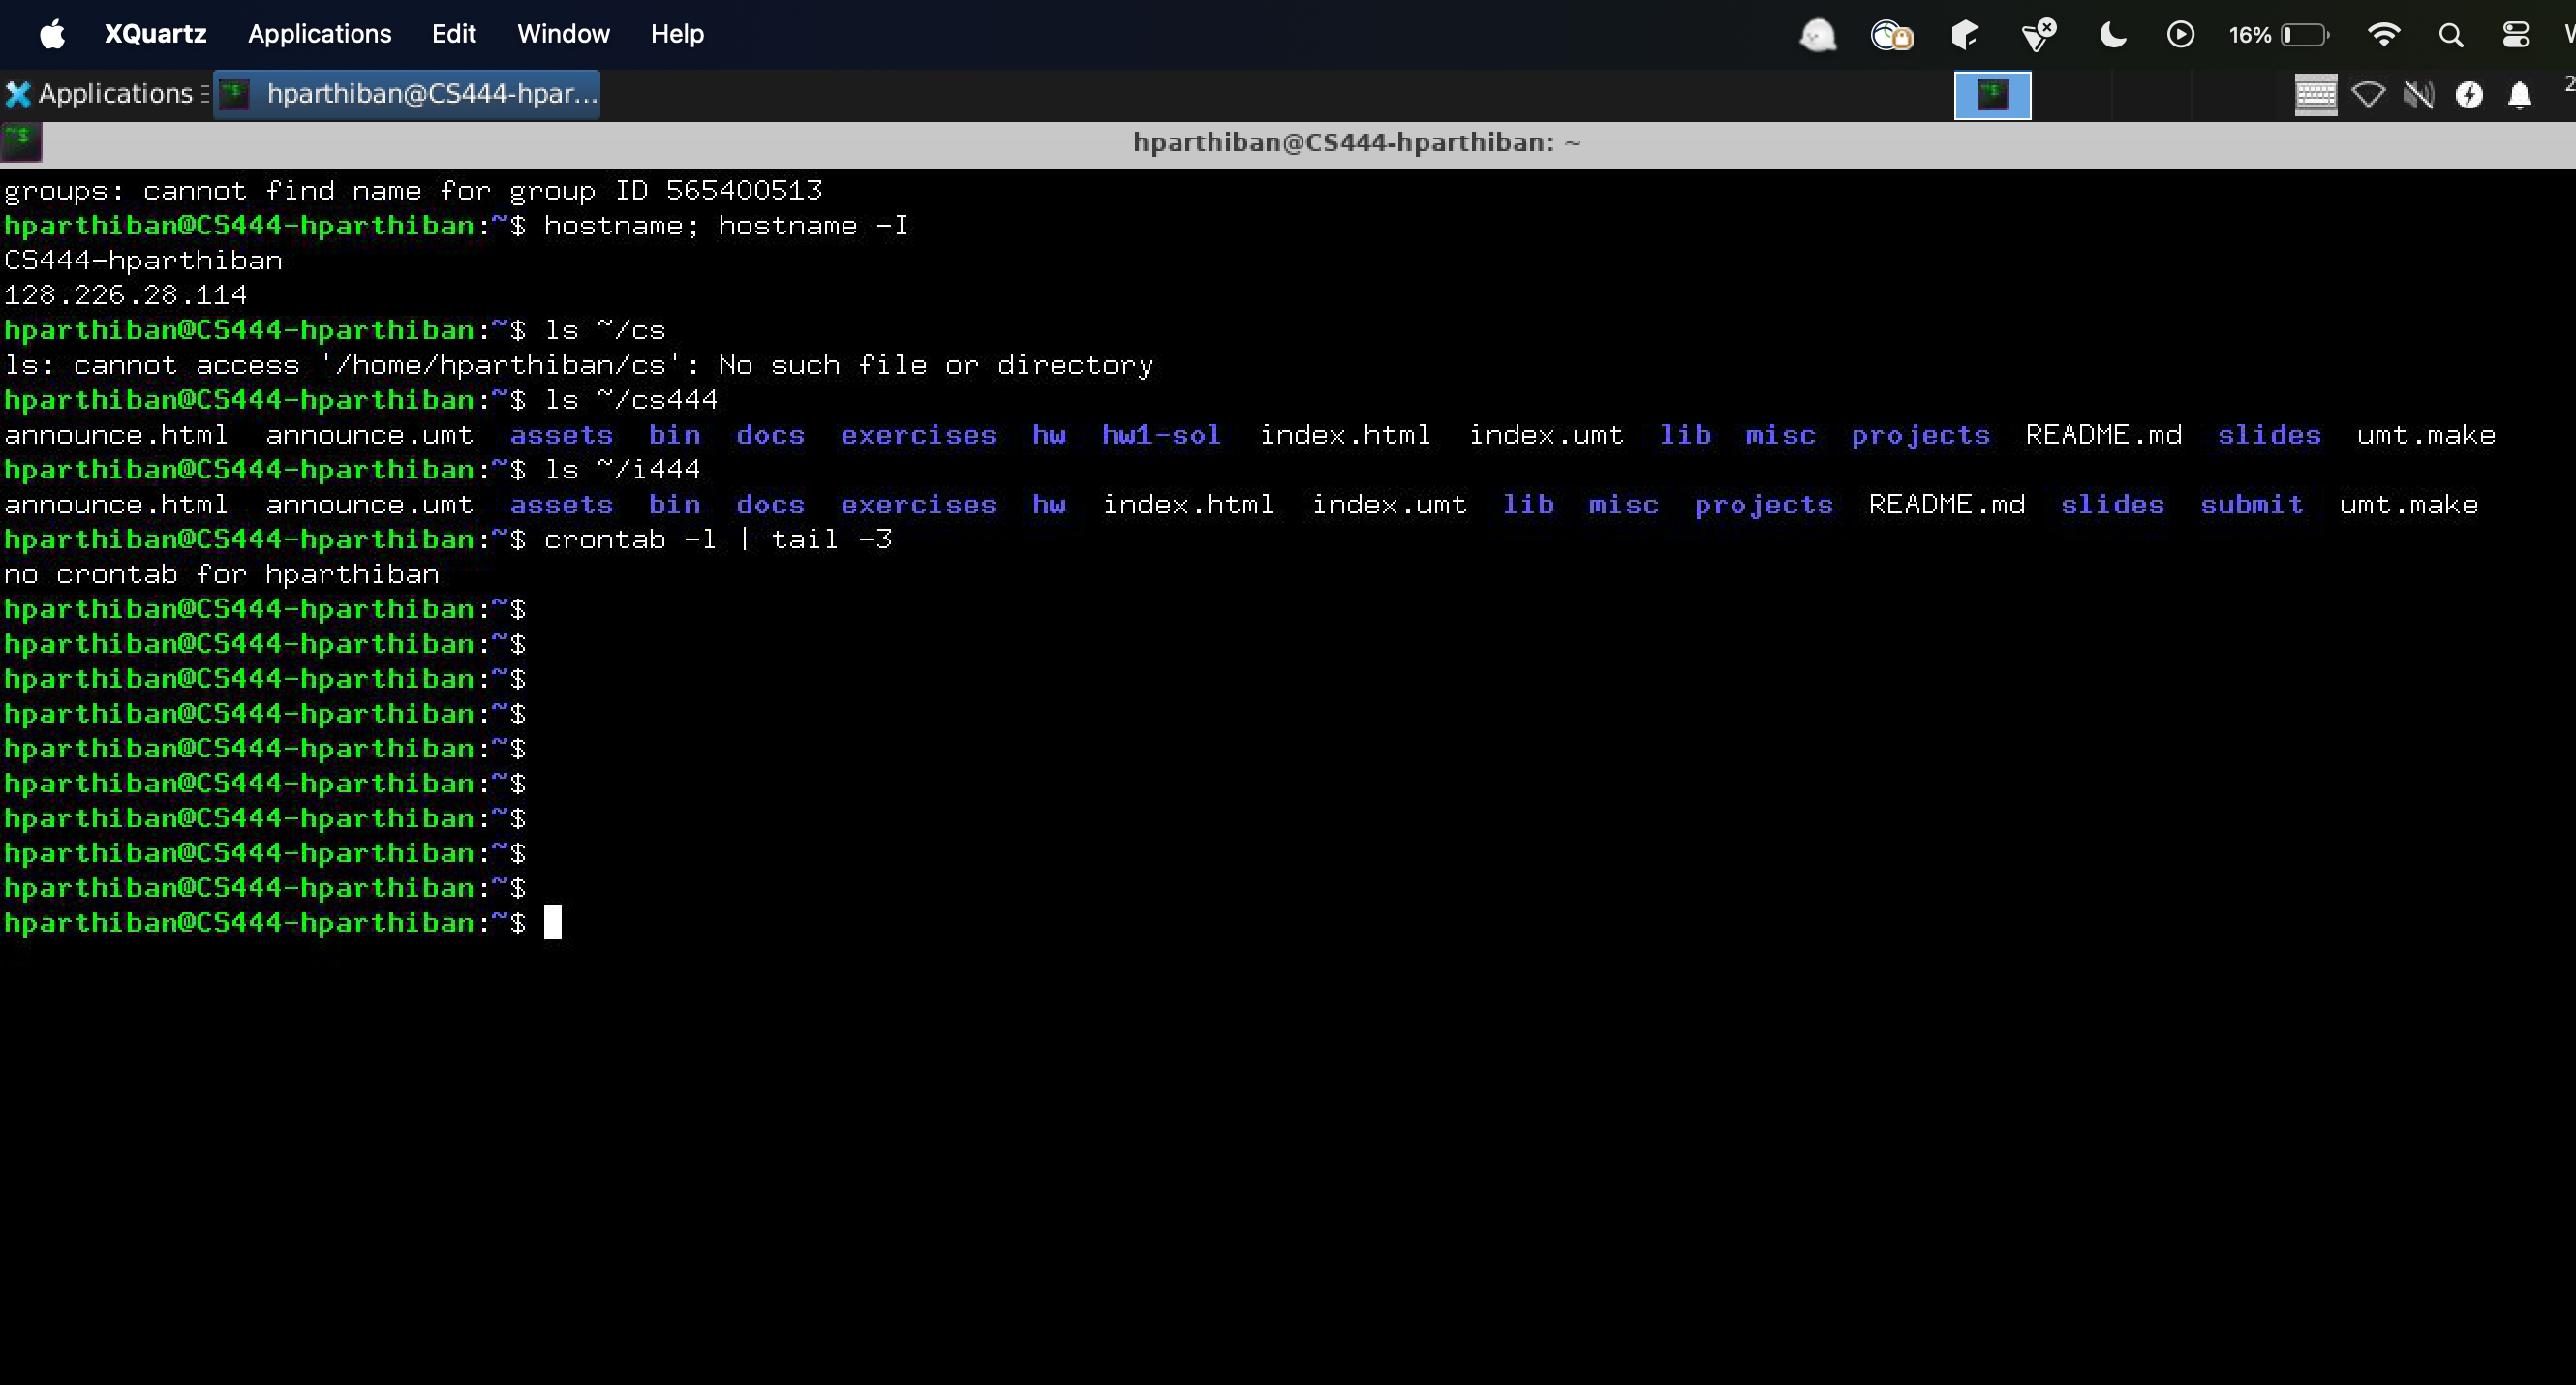 XQuartz Applications Edit Window Help 16%
Applications hparthiban@CS444-hpar...
hparthiban@CS444-hparthiban: ~
groups: cannot find name for group ID 565400513
hparthiban@CS444-hparthiban:~$ hostname; hostname -I
CS444-hparthiban
128.226.28.114
hparthiban@CS444-hparthiban:~$ ls ~/cs
ls: cannot access '/home/hparthiban/cs': No such file or directory
hparthiban@CS444-hparthiban:~$ ls ~/cs444
announce.html announce.umt assets bin docs exercises hw hw1-sol index.html index.umt lib misc projects README.md slides umt.make
hparthiban@CS444-hparthiban:~$ ls ~/i444
announce.html announce.umt assets bin docs exercises hw index.html index.umt lib misc projects README.md slides submit umt.make
hparthiban@CS444-hparthiban:~$ crontab -l | tail -3
no crontab for hparthiban
hparthiban@CS444-hparthiban:~$
hparthiban@CS444-hparthiban:~$
hparthiban@CS444-hparthiban:~$
hparthiban@CS444-hparthiban:~$
hparthiban@CS444-hparthiban:~$
hparthiban@CS444-hparthiban:~$
hparthiban@CS444-hparthiban:~$
hparthiban@CS444-hparthiban:~$
hparthiban@CS444-hparthiban:~$
hparthiban@CS444-hparthiban:~$